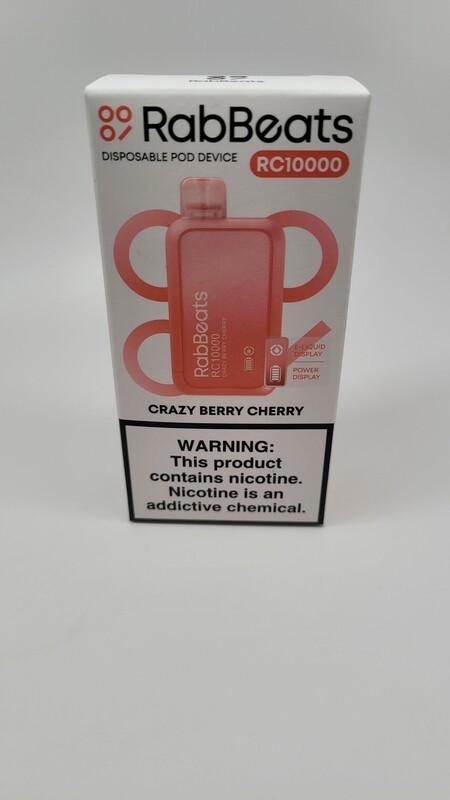 RabBeats
RabBeats
DISPOSABLE POD DEVICE
RC10000
RabBeats
RC10000
CRAZY BERRY CHERRY
E-LIQUID
DISPLAY
POWER
DISPLAY
CRAZY BERRY CHERRY
WARNING:
This product
contains nicotine.
Nicotine is an
addictive chemical.